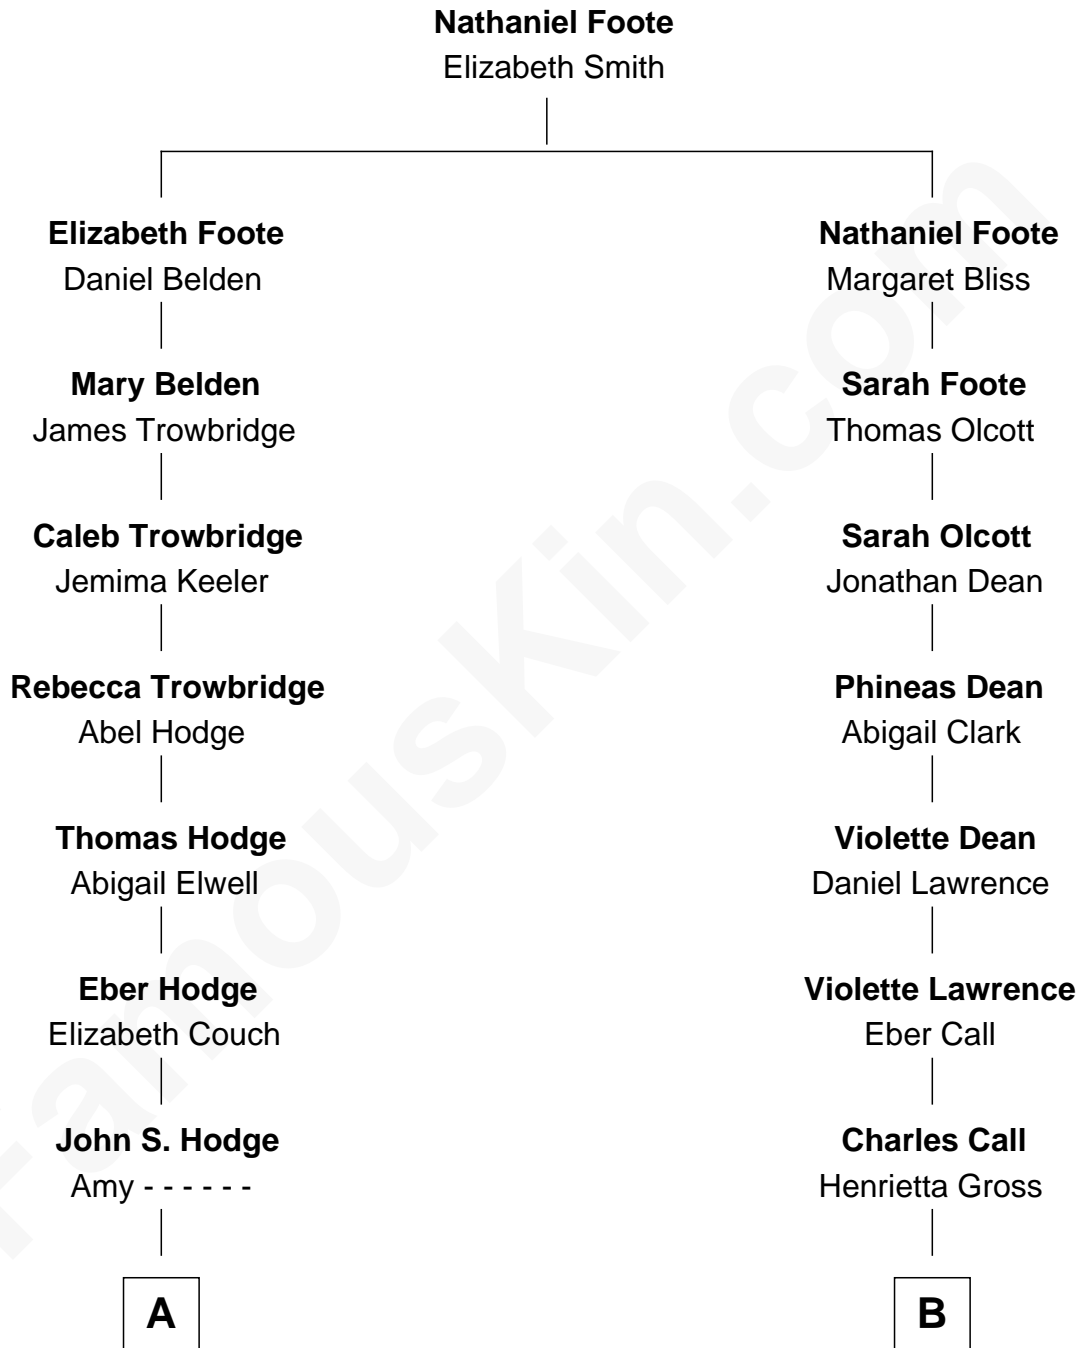 Nathaniel Foote
Elizabeth Smith
Elizabeth Foote
Daniel Belden
Nathaniel Foote
Margaret Bliss
Mary Belden
James Trowbridge
Sarah Foote
Thomas Olcott
Caleb Trowbridge
Jemima Keeler
Sarah Olcott
Jonathan Dean
Rebecca Trowbridge
Abel Hodge
Phineas Dean
Abigail Clark
Thomas Hodge
Abigail Elwell
Violette Dean
Daniel Lawrence
Eber Hodge
Elizabeth Couch
Violette Lawrence
Eber Call
John S. Hodge
Amy - - - - - -
Charles Call
Henrietta Gross
A
B
FamousKin.com